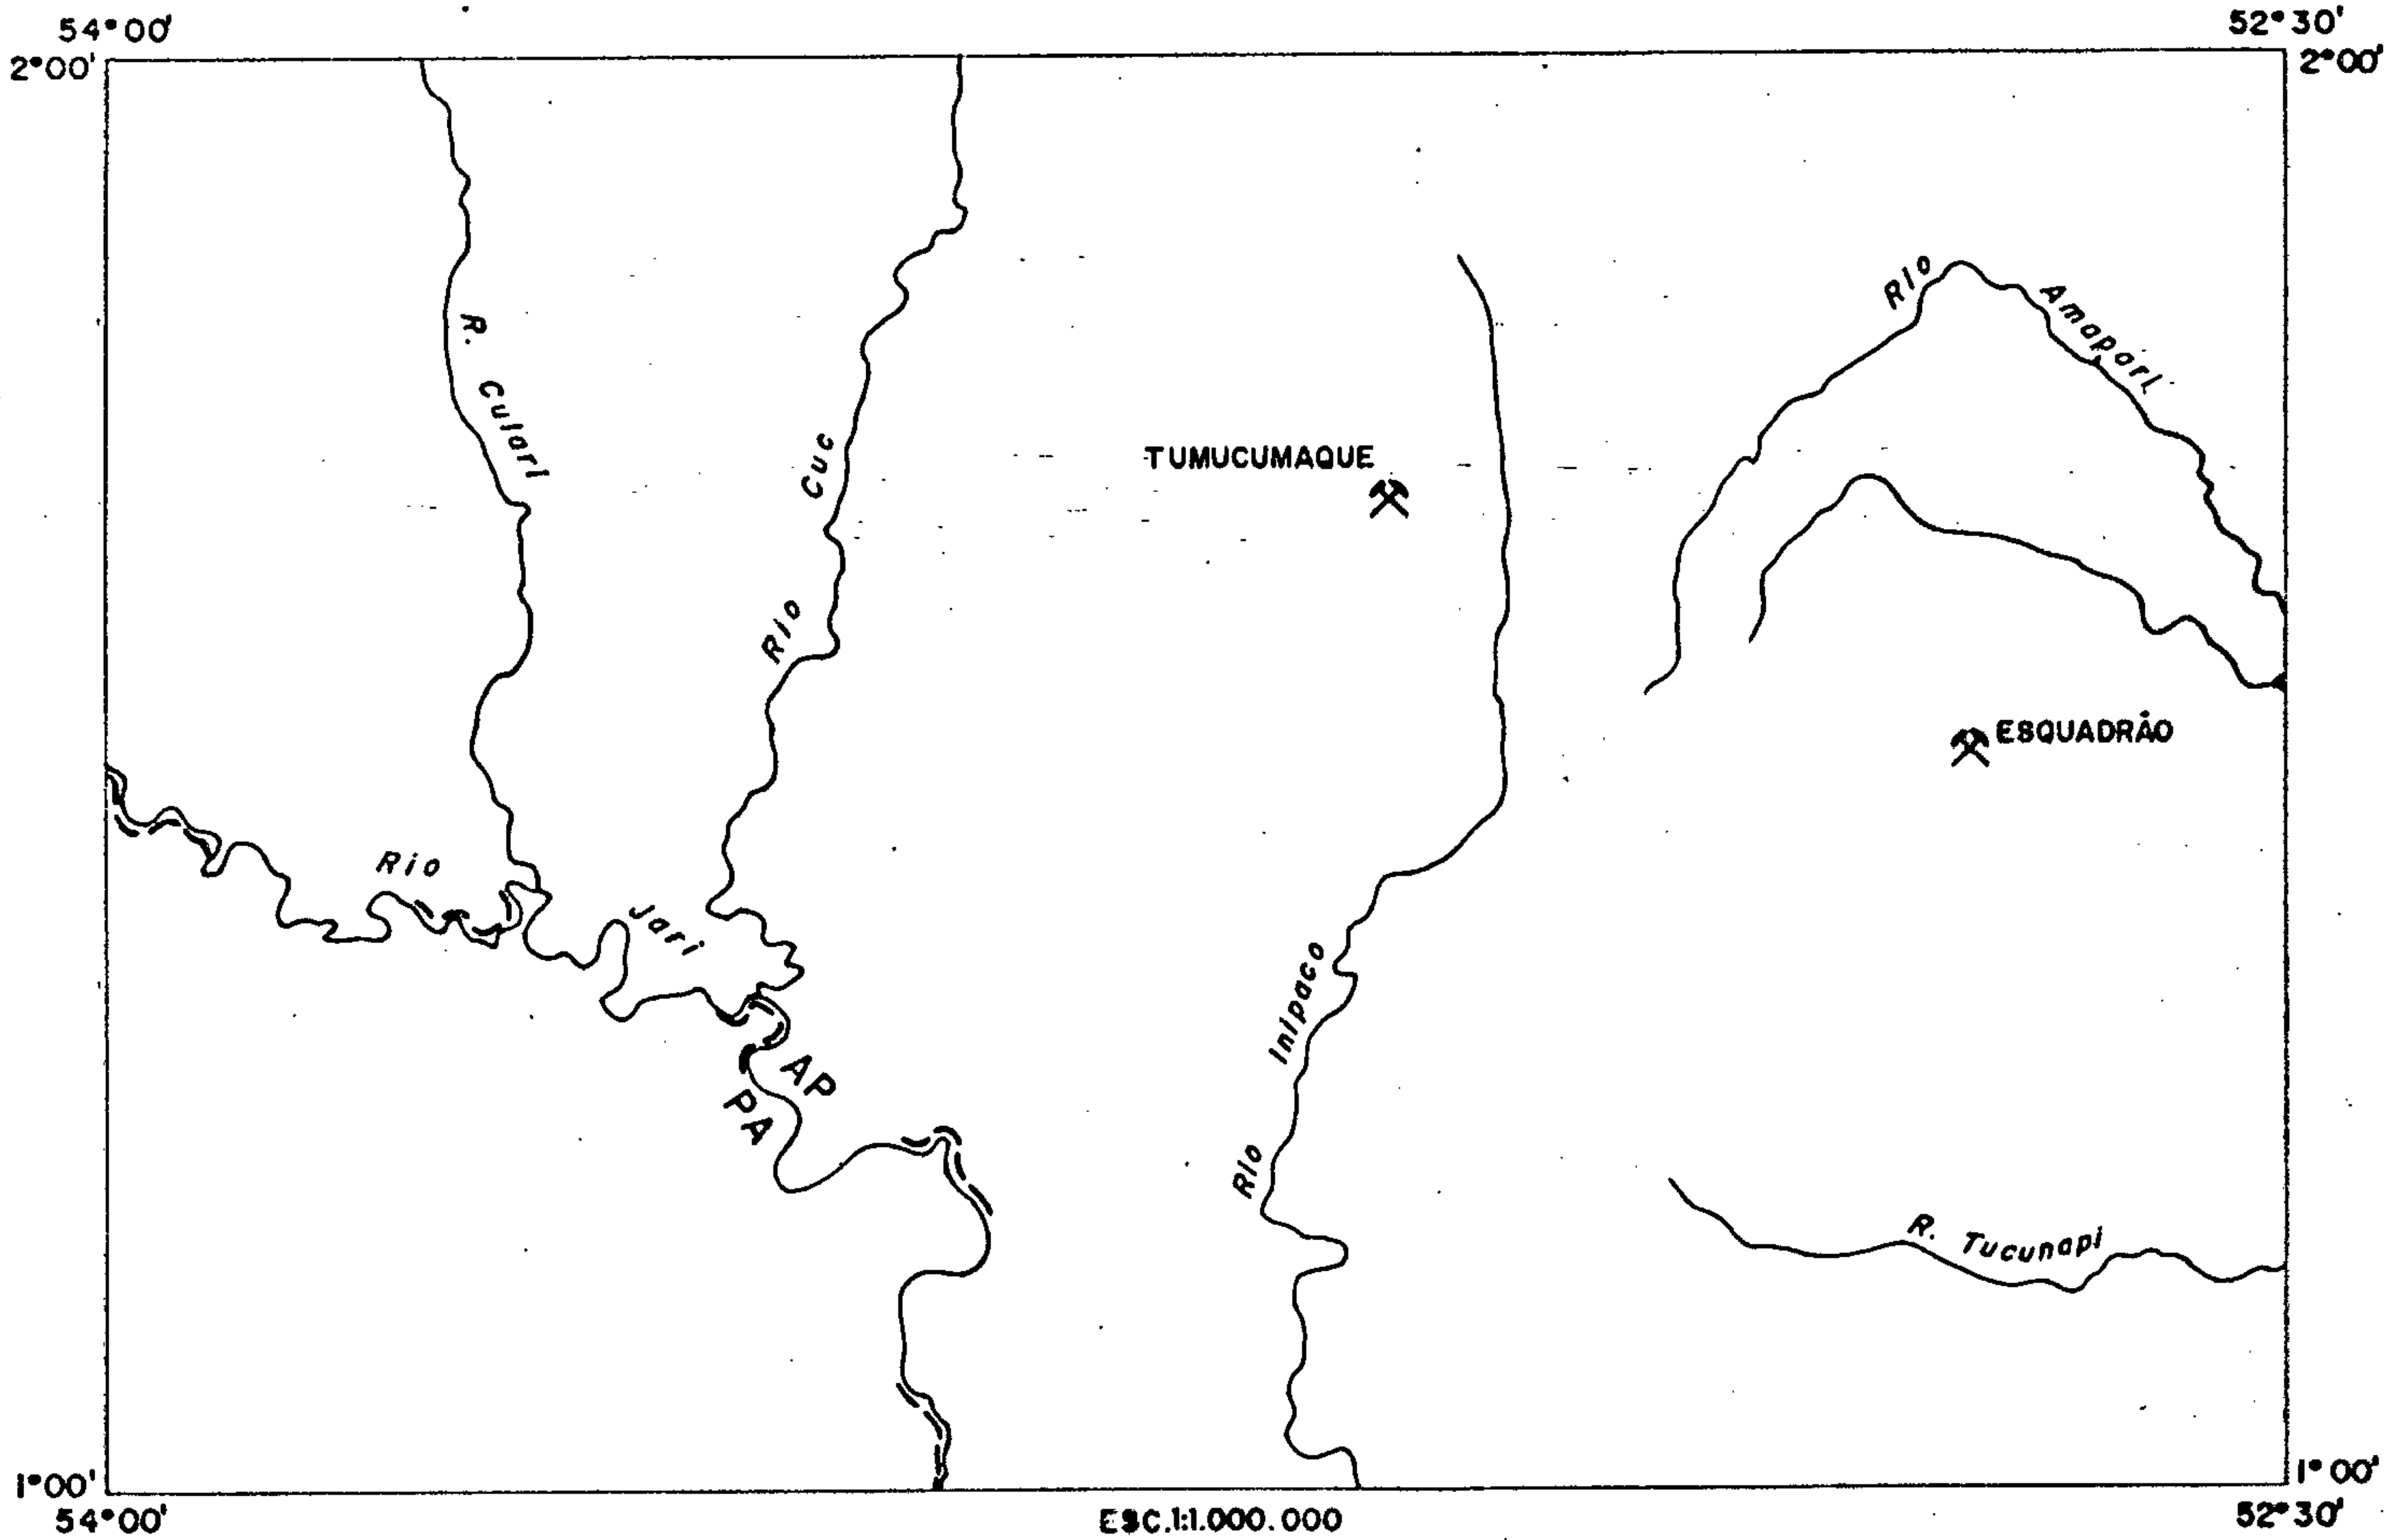 54°00'
52°30'
2°00'
2°00'
R. Cuiari
Rio Cuc
TUMUCUMAQUE
Rio Amapari
ESQUADRÃO
Rio Jari
AP
PA
Rio Inipaco
R. Tucunapi
1°00'
1°00'
54°00'
ESC.1:1.000.000
52°30'